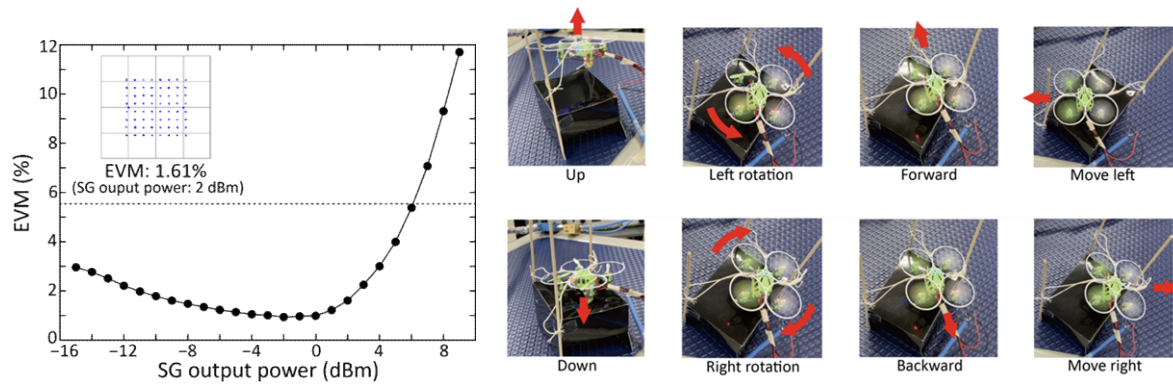 12
10
8
6
4
2
0
EVM (%)
EVM: 1.61%
(SG ouput power: 2 dBm)
-16 -12 -8 -4 0 4 8
SG output power (dBm)
Up Left rotation Forward Move left
Down Right rotation Backward Move right